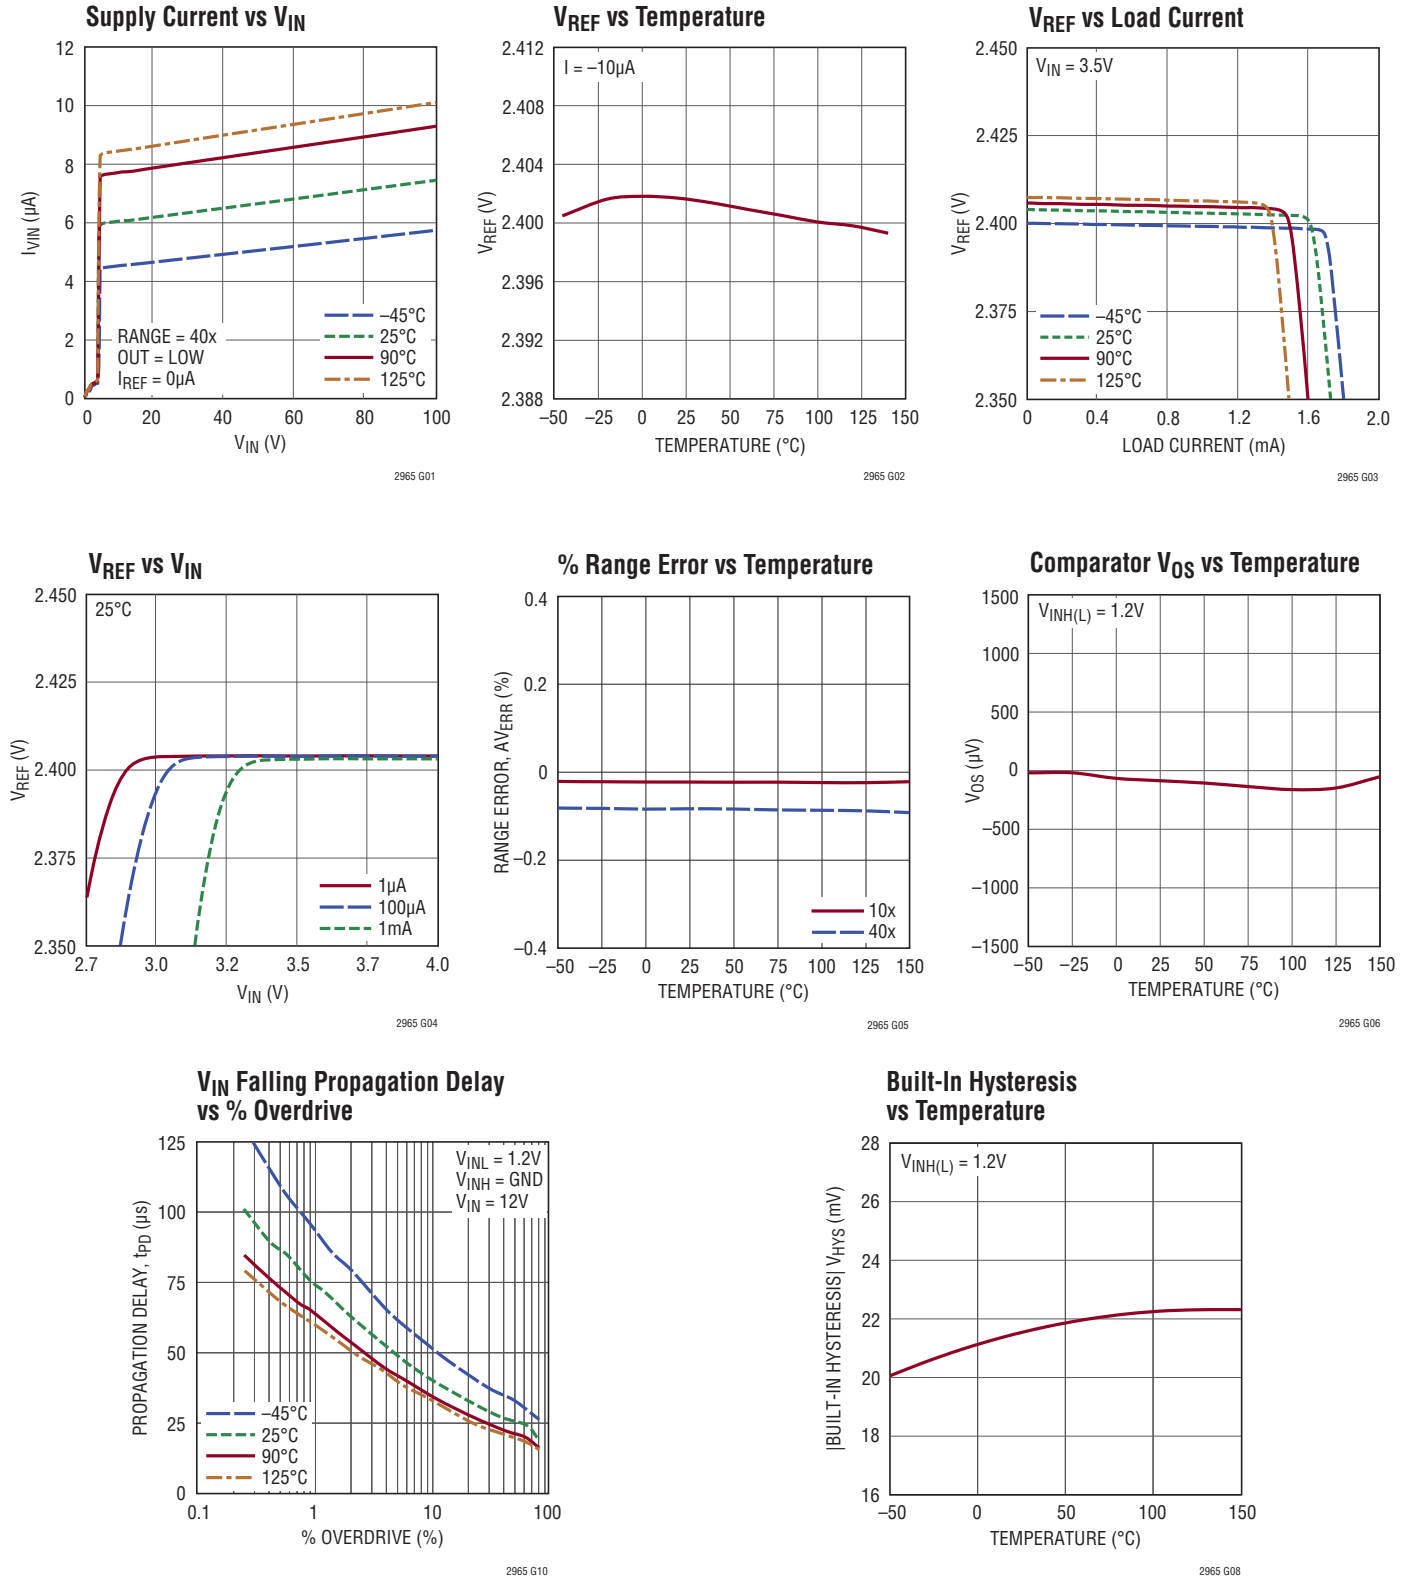 Supply Current vs VIN
12
10
8
6
4
2
0
IVIN (µA)
RANGE = 40x
OUT = LOW
IREF = 0µA
–45°C
25°C
90°C
125°C
0 20 40 60 80 100
VIN (V)
2965 G01
VREF vs Temperature
2.412
2.408
2.404
2.400
2.396
2.392
2.388
VREF (V)
I = –10µA
–50 –25 0 25 50 75 100 125 150
TEMPERATURE (°C)
2965 G02
VREF vs Load Current
2.450
2.425
2.400
2.375
2.350
VREF (V)
VIN = 3.5V
–45°C
25°C
90°C
125°C
0 0.4 0.8 1.2 1.6 2.0
LOAD CURRENT (mA)
2965 G03
VREF vs VIN
2.450
2.425
2.400
2.375
2.350
VREF (V)
25°C
1µA
100µA
1mA
2.7 3.0 3.2 3.5 3.7 4.0
VIN (V)
2965 G04
% Range Error vs Temperature
0.4
0.2
0
–0.2
–0.4
RANGE ERROR, AVERR (%)
10x
40x
–50 –25 0 25 50 75 100 125 150
TEMPERATURE (°C)
2965 G05
Comparator VOS vs Temperature
1500
1000
500
0
–500
–1000
–1500
VOS (µV)
VINH(L) = 1.2V
–50 –25 0 25 50 75 100 125 150
TEMPERATURE (°C)
2965 G06
VIN Falling Propagation Delay
vs % Overdrive
125
100
75
50
25
0
PROPAGATION DELAY, tPD (µs)
VINL = 1.2V
VINH = GND
VIN = 12V
–45°C
25°C
90°C
125°C
0.1 1 10 100
% OVERDRIVE (%)
2965 G10
Built-In Hysteresis
vs Temperature
28
26
24
22
20
18
16
|BUILT-IN HYSTERESIS| VHYS (mV)
VINH(L) = 1.2V
–50 0 50 100 150
TEMPERATURE (°C)
2965 G08